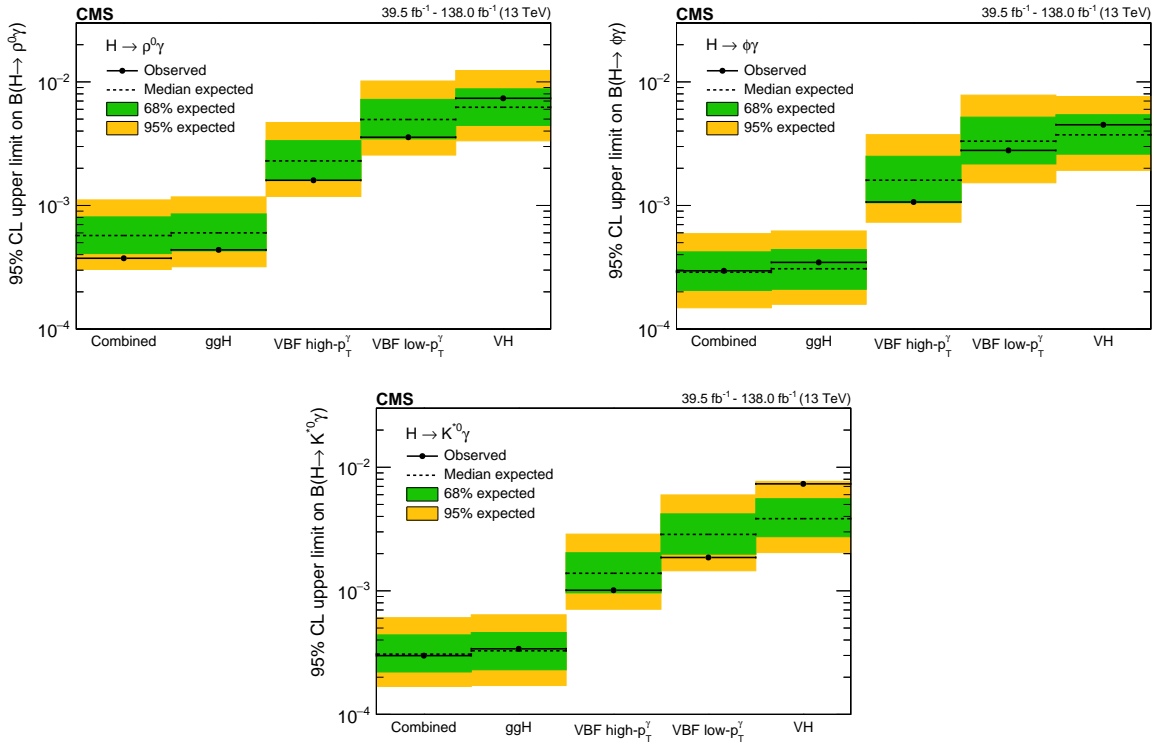 CMS
39.5 fb⁻¹ - 138.0 fb⁻¹ (13 TeV)
95% CL upper limit on B(H→ ρ⁰γ)
H → ρ⁰γ
Observed
Median expected
68% expected
95% expected
10⁻²
10⁻³
10⁻⁴
Combined
ggH
VBF high-p_T^γ
VBF low-p_T^γ
VH
CMS
39.5 fb⁻¹ - 138.0 fb⁻¹ (13 TeV)
95% CL upper limit on B(H→ ϕγ)
H → ϕγ
Observed
Median expected
68% expected
95% expected
10⁻²
10⁻³
10⁻⁴
Combined
ggH
VBF high-p_T^γ
VBF low-p_T^γ
VH
CMS
39.5 fb⁻¹ - 138.0 fb⁻¹ (13 TeV)
95% CL upper limit on B(H→ K*⁰γ)
H → K*⁰γ
Observed
Median expected
68% expected
95% expected
10⁻²
10⁻³
10⁻⁴
Combined
ggH
VBF high-p_T^γ
VBF low-p_T^γ
VH